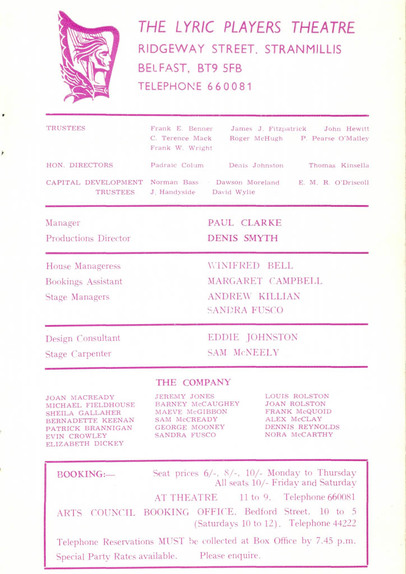 THE LYRIC PLAYERS THEATRE
RIDGEWAY STREET, STRANMILLIS
BELFAST, BT9 5FB
TELEPHONE 660081
TRUSTEES Frank E. Benner James J. Fitzpatrick John Hewitt
C. Terence Mack Roger McHugh P. Pearse O'Malley
Frank W. Wright
HON. DIRECTORS Padraic Colum Denis Johnston Thomas Kinsella
CAPITAL DEVELOPMENT Norman Bass Dawson Moreland E. M. R. O'Driscoll
TRUSTEES J. Handyside David Wylie
Manager PAUL CLARKE
Productions Director DENIS SMYTH
House Manageress WINIFRED BELL
Bookings Assistant MARGARET CAMPBELL
Stage Managers ANDREW KILLIAN
SANDRA FUSCO
Design Consultant EDDIE JOHNSTON
Stage Carpenter SAM McNEELY
THE COMPANY
JOAN MACREADY JEREMY JONES LOUIS ROLSTON
MICHAEL FIELDHOUSE BARNEY McCAUGHEY JOAN ROLSTON
SHEILA GALLAHER MAEVE McGIBBON FRANK McQUOID
BERNADETTE KEENAN SAM McCREADY ALEX McCLAY
PATRICK BRANNIGAN GEORGE MOONEY DENNIS REYNOLDS
EVIN CROWLEY SANDRA FUSCO NORA McCARTHY
ELIZABETH DICKEY
BOOKING:— Seat prices 6/-, 8/-, 10/- Monday to Thursday
All seats 10/- Friday and Saturday
AT THEATRE 11 to 9. Telephone 660081
ARTS COUNCIL BOOKING OFFICE, Bedford Street. 10 to 5
(Saturdays 10 to 12). Telephone 44222
Telephone Reservations MUST be collected at Box Office by 7.45 p.m.
Special Party Rates available. Please enquire.